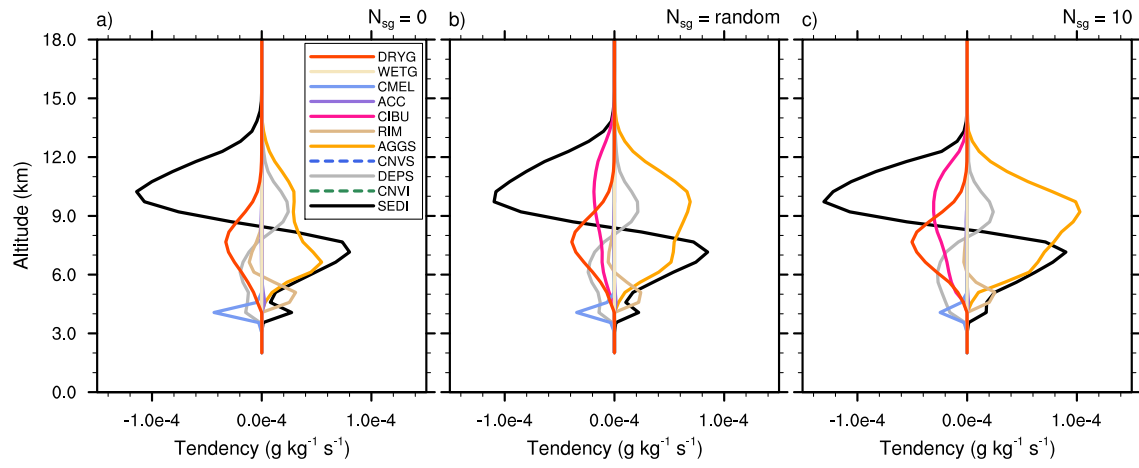 a) N_sg = 0
b) N_sg = random
c) N_sg = 10
18.0
15.0
12.0
9.0
6.0
3.0
0.0
Altitude (km)
DRYG
WETG
CMEL
ACC
CIBU
RIM
AGGS
CNVS
DEPS
CNVI
SEDI
-1.0e-4 0.0e-4 1.0e-4
-1.0e-4 0.0e-4 1.0e-4
-1.0e-4 0.0e-4 1.0e-4
Tendency (g kg⁻¹ s⁻¹)
Tendency (g kg⁻¹ s⁻¹)
Tendency (g kg⁻¹ s⁻¹)